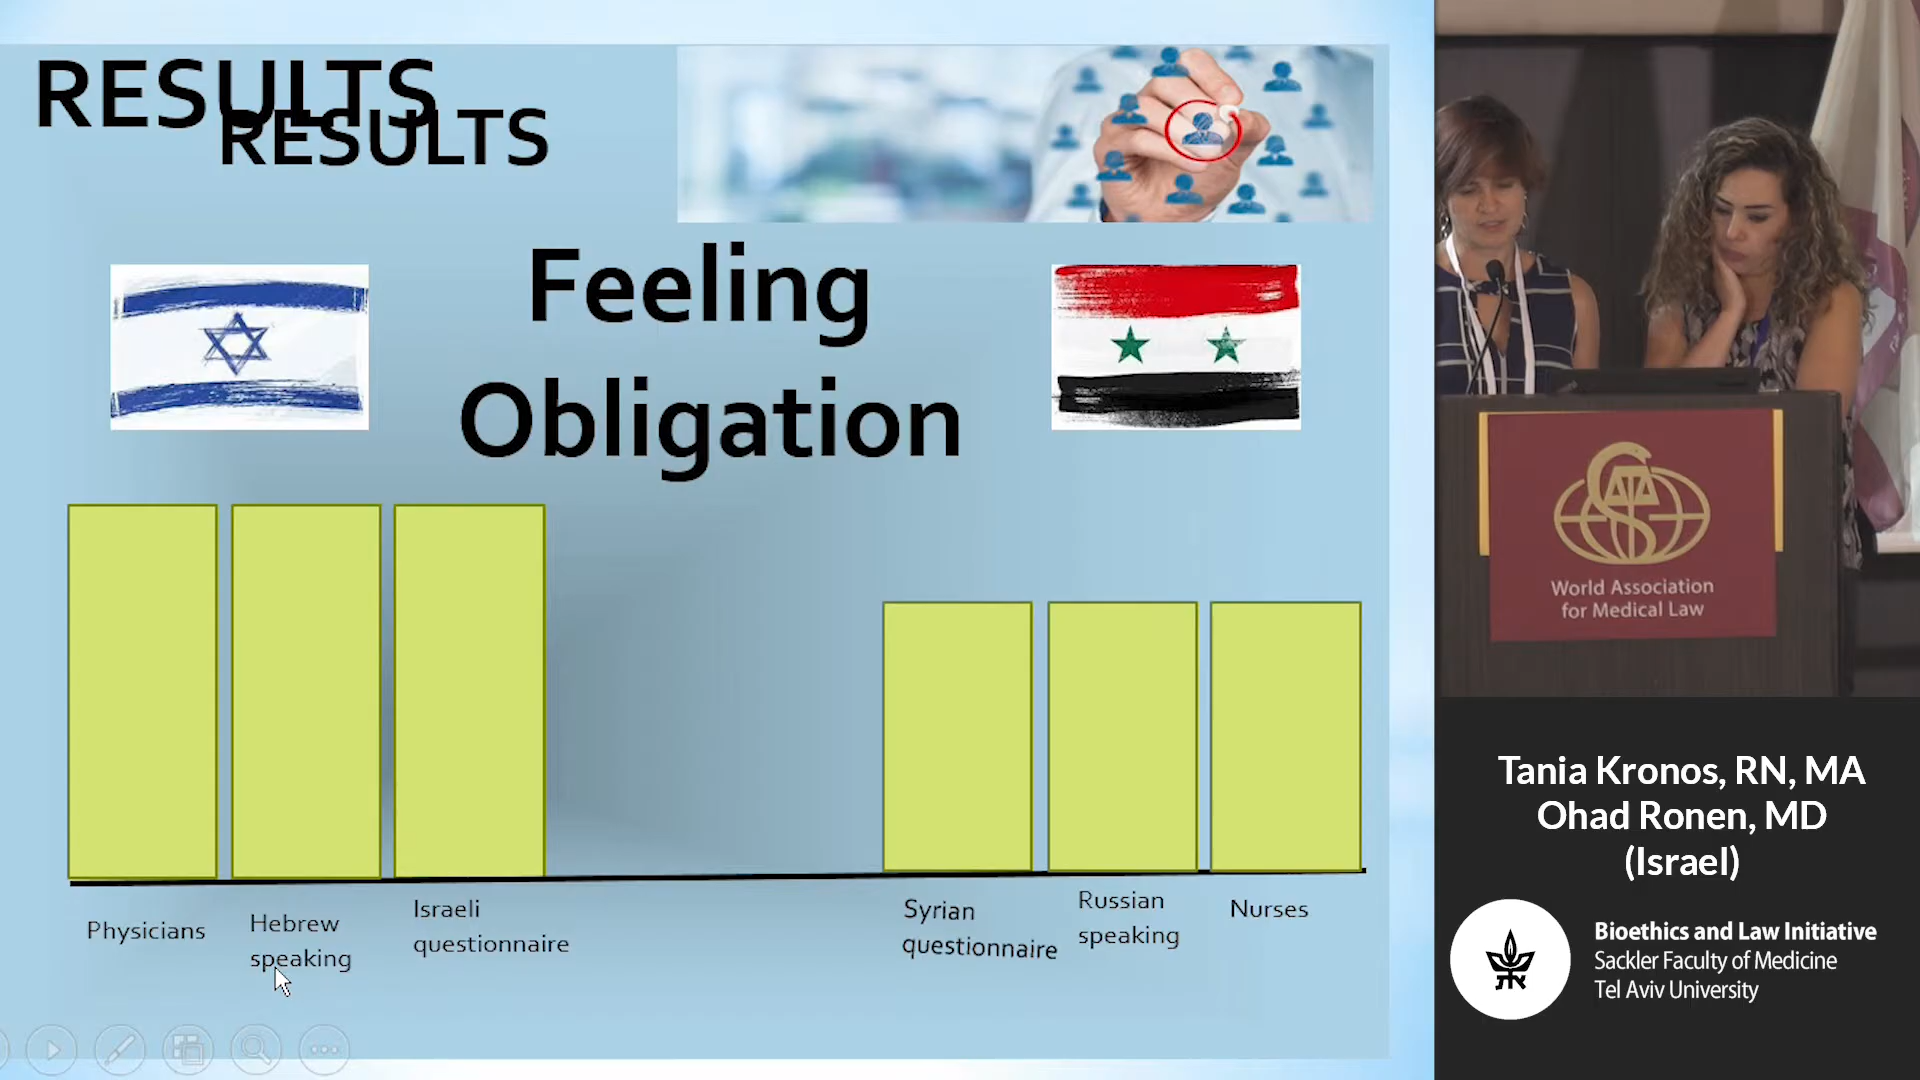 RESULTS
RESULTS
Feeling
Obligation
Physicians
Hebrew
speaking
Israeli
questionnaire
Syrian
questionnaire
Russian
speaking
Nurses
World Association
for Medical Law
Tania Kronos, RN, MA
Ohad Ronen, MD
(Israel)
Bioethics and Law Initiative
Sackler Faculty of Medicine
Tel Aviv University